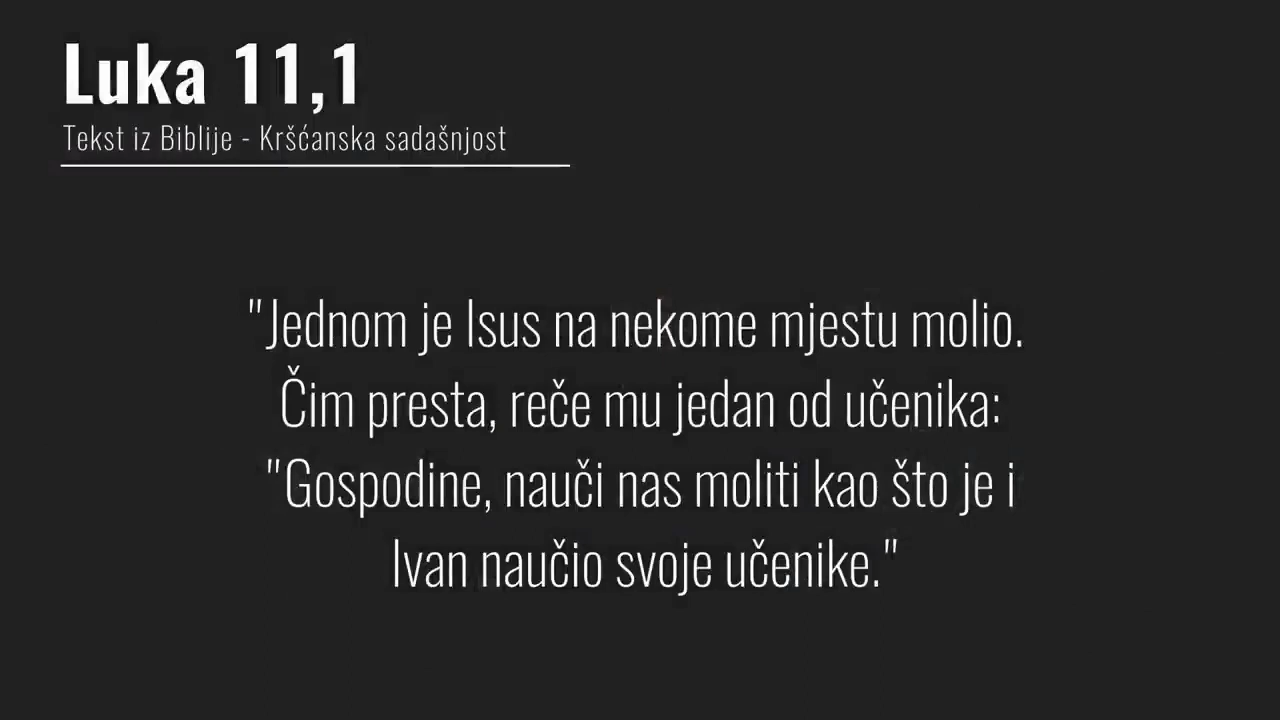 Luka 11,1
Tekst iz Biblije - Kršćanska sadašnjost
"Jednom je Isus na nekome mjestu molio.
Čim presta, reče mu jedan od učenika:
"Gospodine, nauči nas moliti kao što je i
Ivan naučio svoje učenike."